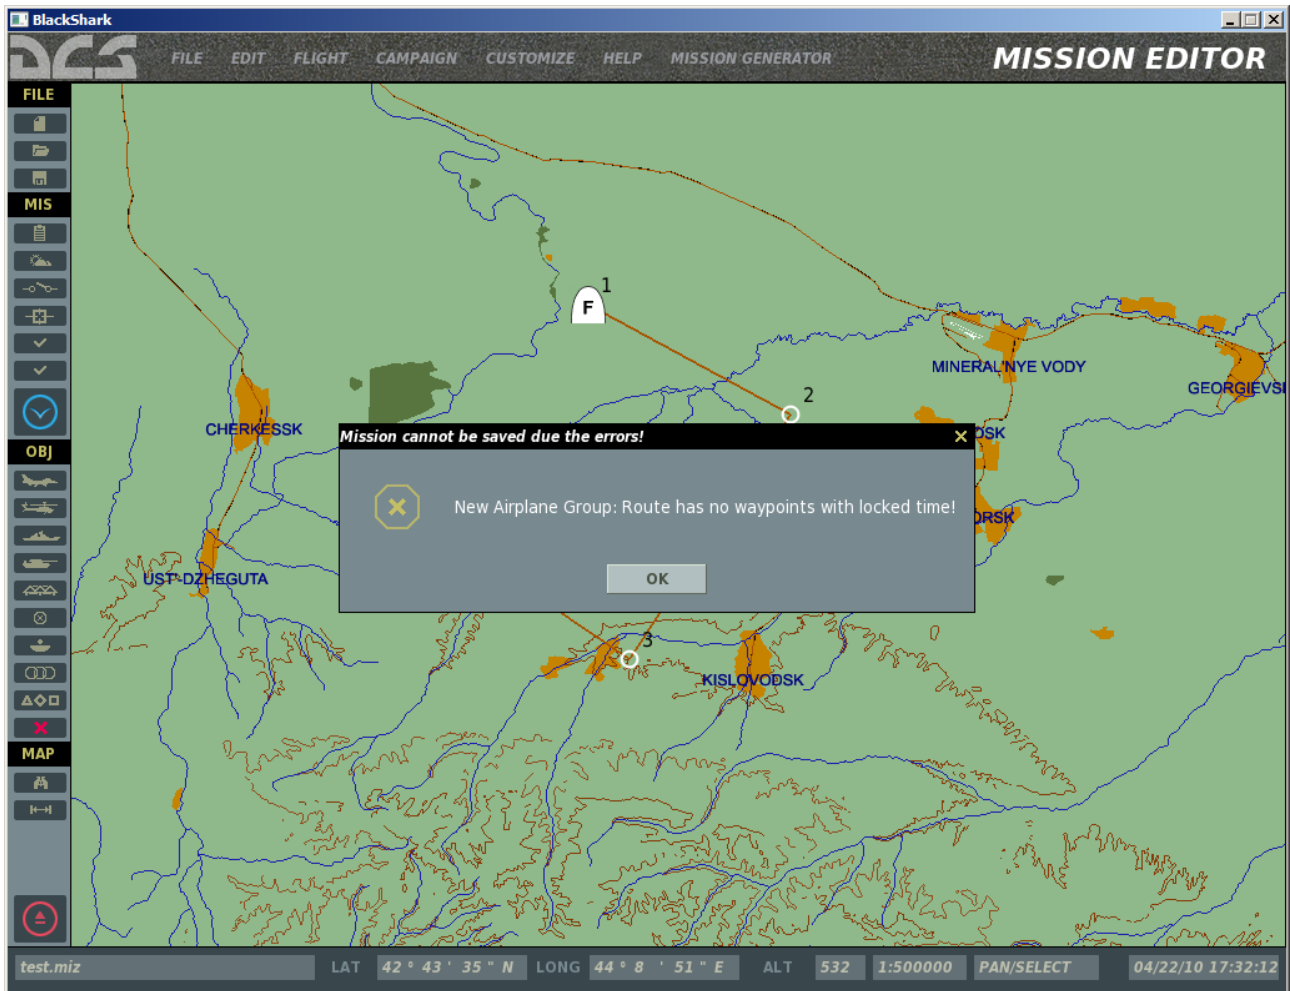 BlackShark
DCS
FILE EDIT FLIGHT CAMPAIGN CUSTOMIZE HELP MISSION GENERATOR MISSION EDITOR
FILE
MIS
OBJ
MAP
1
F
2
MINERAL'NYE VODY
GEORGIEVSK
CHERKESSK
OSK
Mission cannot be saved due the errors!
New Airplane Group: Route has no waypoints with locked time!
OK
ORSK
UST'-DZHEGUTA
3
KISLOVODSK
test.miz LAT 42 ° 43 ' 35 " N LONG 44 ° 8 ' 51 " E ALT 532 1:500000 PAN/SELECT 04/22/10 17:32:12